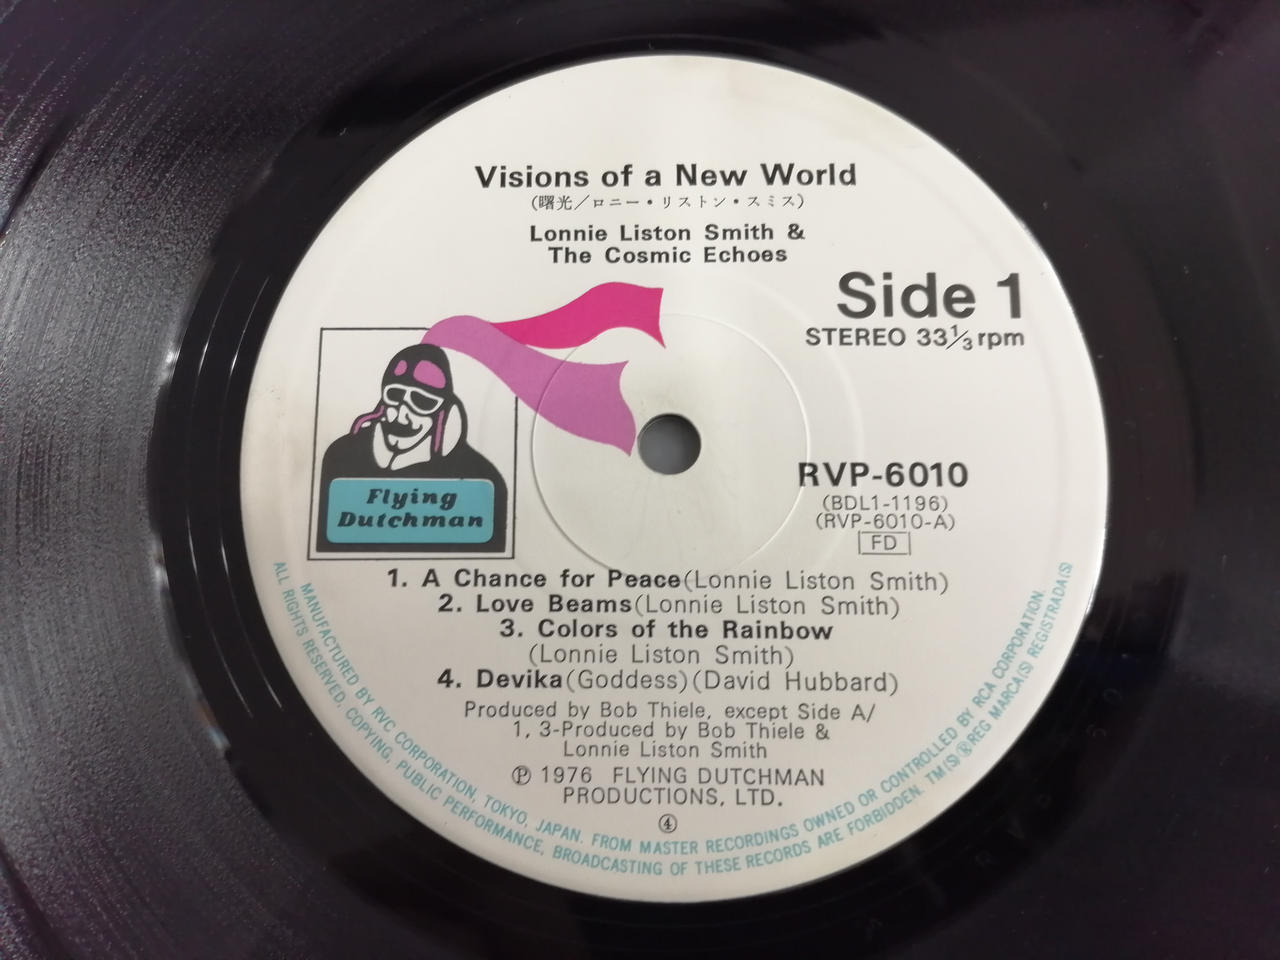 Visions of a New World
(曙光/ロニー・リストン・スミス)
Lonnie Liston Smith &
The Cosmic Echoes
Side 1
STEREO 33⅓ rpm
Flying
Dutchman
RVP-6010
(BDL1-1196)
(RVP-6010-A)
FD
1. A Chance for Peace(Lonnie Liston Smith)
2. Love Beams(Lonnie Liston Smith)
3. Colors of the Rainbow
(Lonnie Liston Smith)
4. Devika(Goddess)(David Hubbard)
Produced by Bob Thiele, except Side A/
1, 3-Produced by Bob Thiele &
Lonnie Liston Smith
Ⓟ 1976 FLYING DUTCHMAN
PRODUCTIONS, LTD.
④
MANUFACTURED BY RVC CORPORATION, TOKYO, JAPAN. FROM MASTER RECORDINGS OWNED OR CONTROLLED BY RCA CORPORATION.
ALL RIGHTS RESERVED, COPYING, PUBLIC PERFORMANCE, BROADCASTING OF THESE RECORDS ARE FORBIDDEN. TM(S)®REG MARCA(S) REGISTRADA(S)